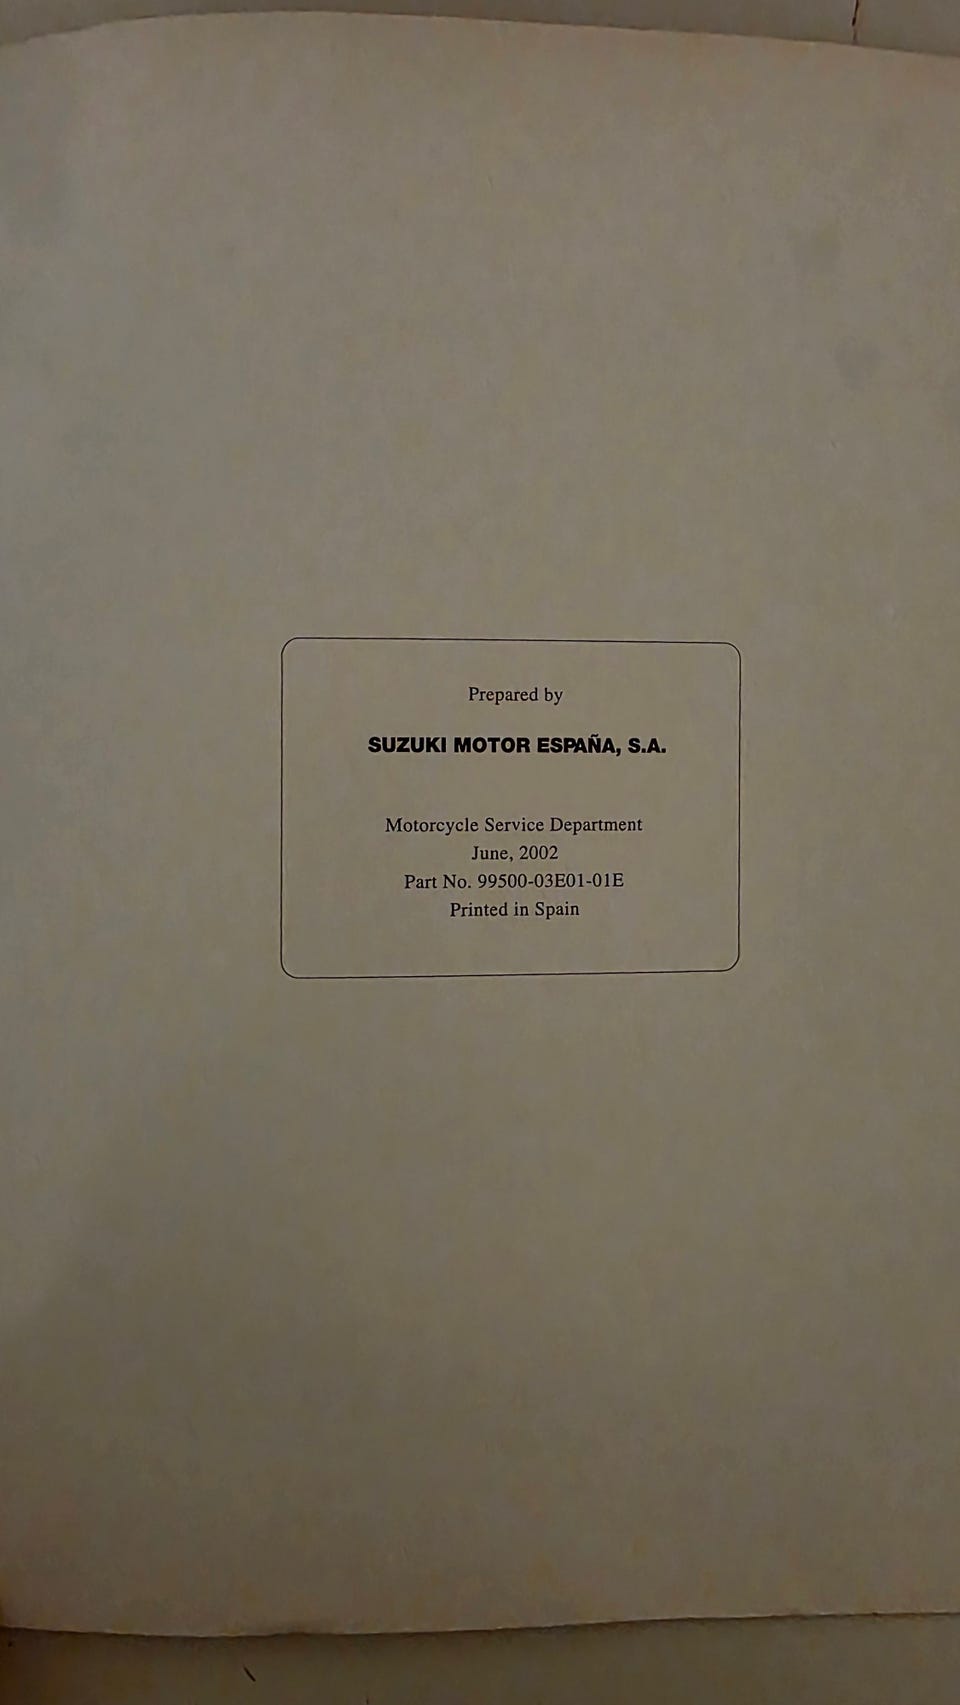 Prepared by
SUZUKI MOTOR ESPAÑA, S.A.
Motorcycle Service Department
June, 2002
Part No. 99500-03E01-01E
Printed in Spain